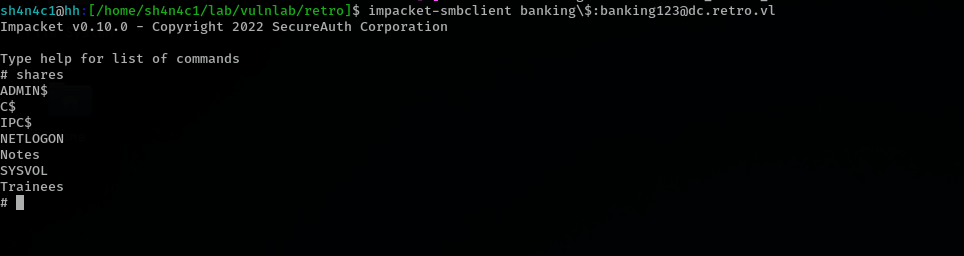 sh4n4c1@hh:[/home/sh4n4c1/lab/vulnlab/retro]$ impacket-smbclient banking\$:banking123@dc.retro.vl
Impacket v0.10.0 - Copyright 2022 SecureAuth Corporation
Type help for list of commands
# shares
ADMIN$
C$
IPC$
NETLOGON
Notes
SYSVOL
Trainees
#